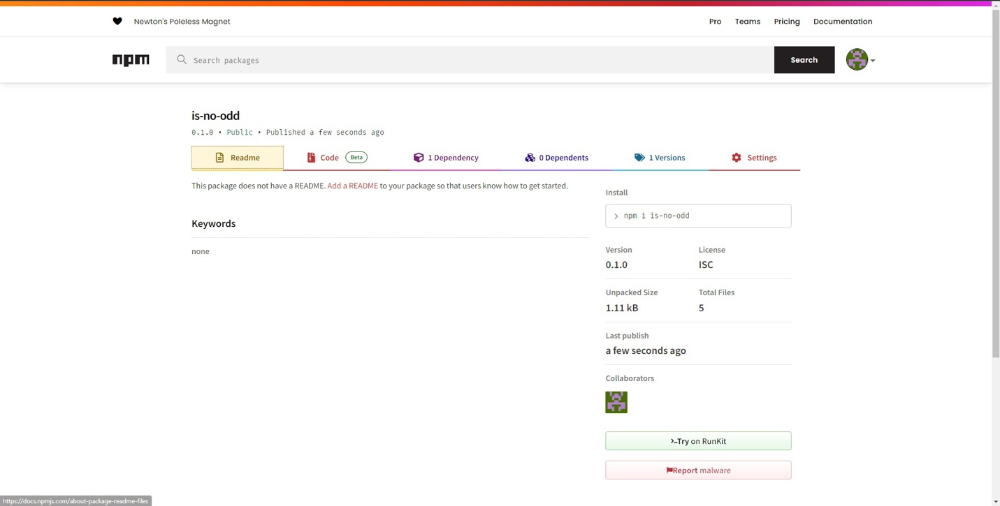 Newton's Poleless Magnet
Pro Teams Pricing Documentation
npm Search packages Search
is-no-odd
0.1.0 • Public • Published a few seconds ago
Readme Code Beta 1 Dependency 0 Dependents 1 Versions Settings
This package does not have a README. Add a README to your package so that users know how to get started.
Keywords
none
Install
> npm i is-no-odd
Version License
0.1.0 ISC
Unpacked Size Total Files
1.11 kB 5
Last publish
a few seconds ago
Collaborators
Try on RunKit
Report malware
https://docs.npmjs.com/about-package-readme-files